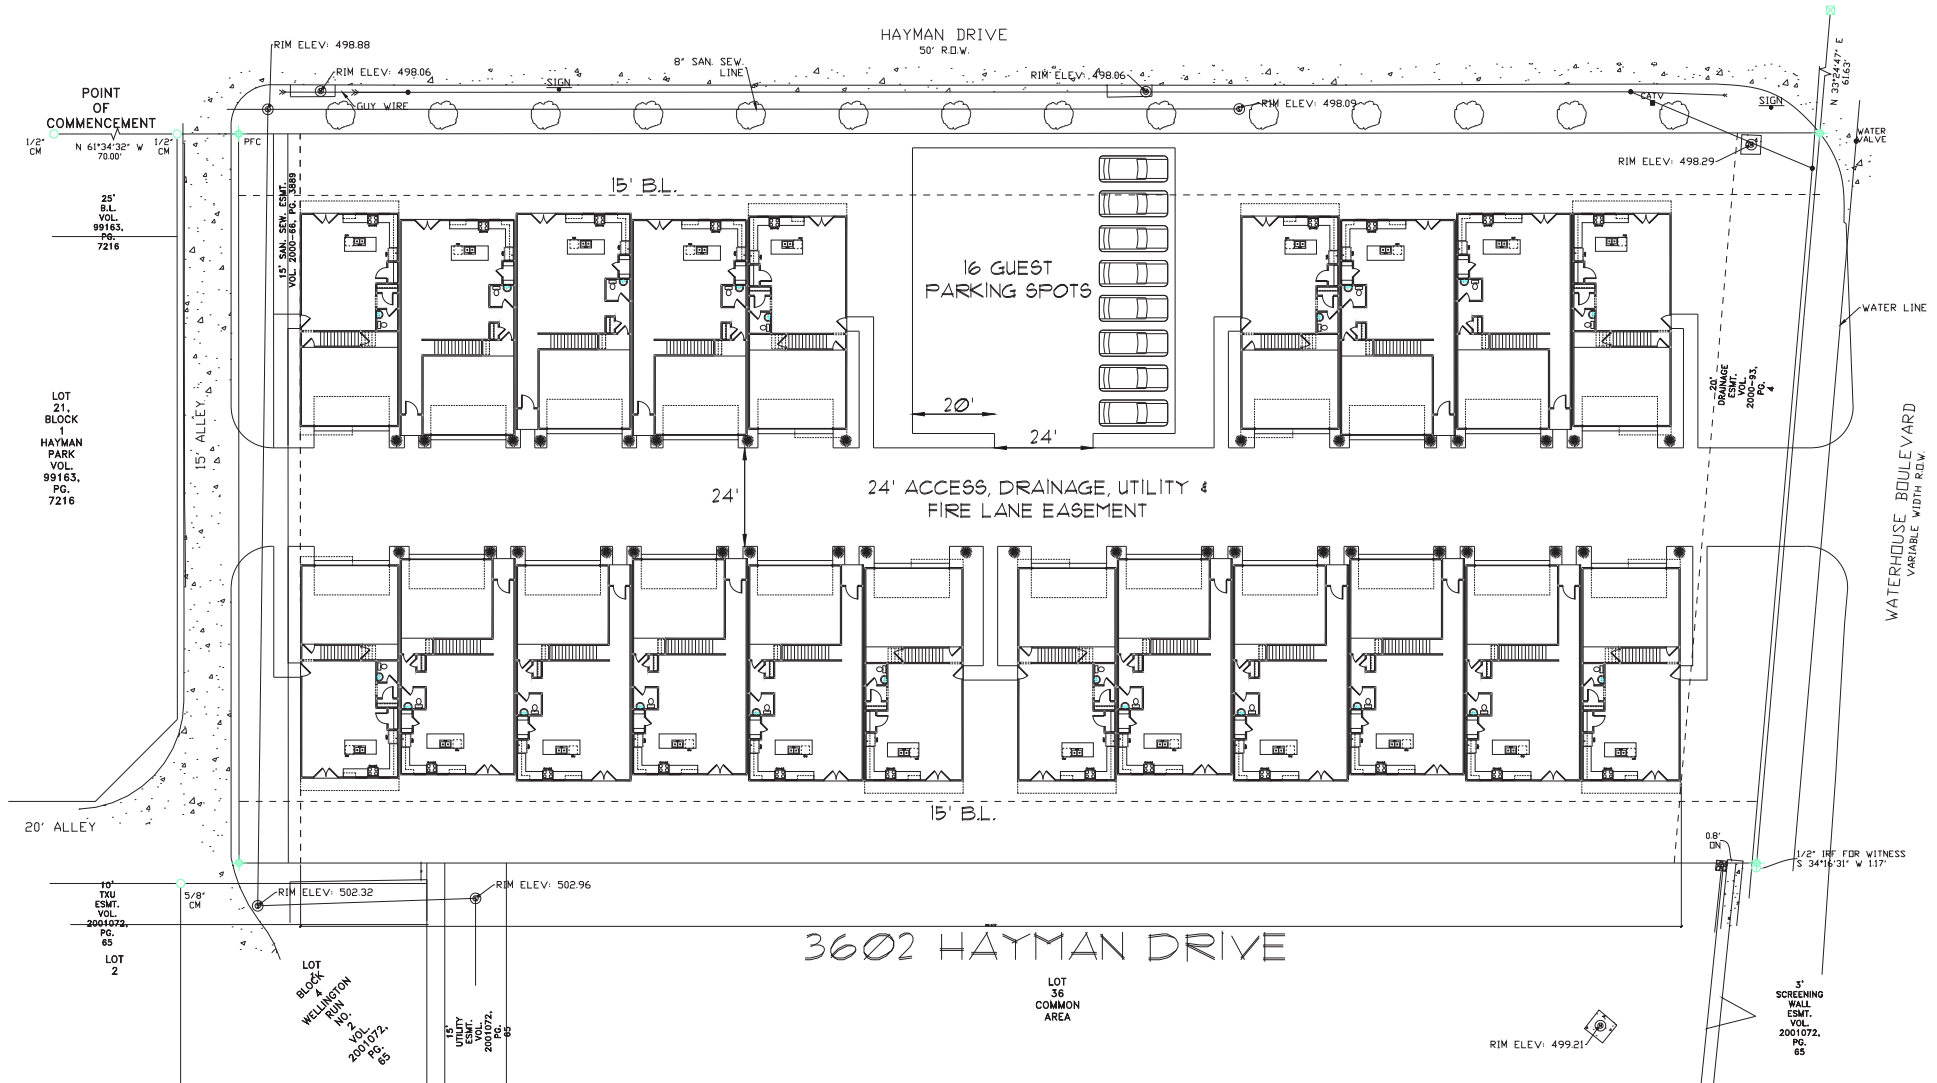 HAYMAN DRIVE
50' R.O.W.
RIM ELEV: 498.88
RIM ELEV: 498.06
SIGN
8" SAN. SEW.
LINE
RIM ELEV: 498.06
GUY WIRE
RIM ELEV: 498.09
CATV
SIGN
N 33°24'47" E
61.63'
POINT
OF
COMMENCEMENT
1/2"
CM
N 61°34'32" W
70.00'
1/2"
CM
PFC
WATER
VALVE
RIM ELEV: 498.29
25'
B.L.
VOL.
99163,
PG.
7216
15' SAN. SEW. ESMT.
VOL. 2000-66, PG. 3889
15' B.L.
16 GUEST
PARKING SPOTS
20'
24'
WATER LINE
20'
DRAINAGE
ESMT.
VOL.
2000-93,
PG.
4
LOT
21,
BLOCK
1
HAYMAN
PARK
VOL.
99163,
PG.
7216
15' ALLEY
24'
24' ACCESS, DRAINAGE, UTILITY &
FIRE LANE EASEMENT
WATERHOUSE BOULEVARD
VARIABLE WIDTH R.O.W.
15' B.L.
20' ALLEY
0.8'
ON
1/2" IRF FOR WITNESS
S 34°16'31" W 1.17'
10'
TXU
ESMT.
VOL.
2001072,
PG.
65
5/8"
CM
RIM ELEV: 502.32
RIM ELEV: 502.96
LOT
2
3602 HAYMAN DRIVE
LOT
1
BLOCK
4
WELLINGTON
RUN
NO.
2
VOL.
2001072,
PG.
65
15'
UTILITY
ESMT.
VOL.
2001072,
PG.
65
LOT
36
COMMON
AREA
RIM ELEV: 499.21
3'
SCREENING
WALL
ESMT.
VOL.
2001072,
PG.
65